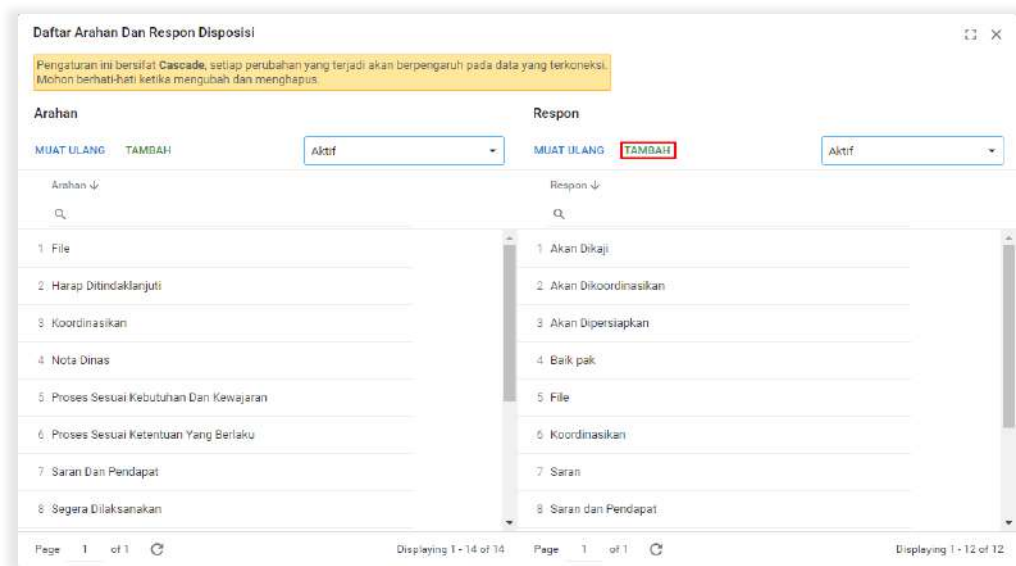 Daftar Arahan Dan Respon Disposisi
Pengaturan ini bersifat Cascade, setiap perubahan yang terjadi akan berpengaruh pada data yang terkoneksi.
Mohon berhati-hati ketika mengubah dan menghapus.
Arahan
MUAT ULANG TAMBAH Aktif
Arahan
1 File
2 Harap Ditindaklanjuti
3 Koordinasikan
4 Nota Dinas
5 Proses Sesuai Kebutuhan Dan Kewajaran
6 Proses Sesuai Ketentuan Yang Berlaku
7 Saran Dan Pendapat
8 Segera Dilaksanakan
Page 1 of 1 Displaying 1 - 14 of 14
Respon
MUAT ULANG TAMBAH Aktif
Respon
1 Akan Dikaji
2 Akan Dikoordinasikan
3 Akan Dipersiapkan
4 Baik pak
5 File
6 Koordinasikan
7 Saran
8 Saran dan Pendapat
Page 1 of 1 Displaying 1 - 12 of 12